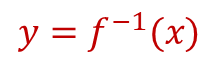 y = f⁻¹(x)